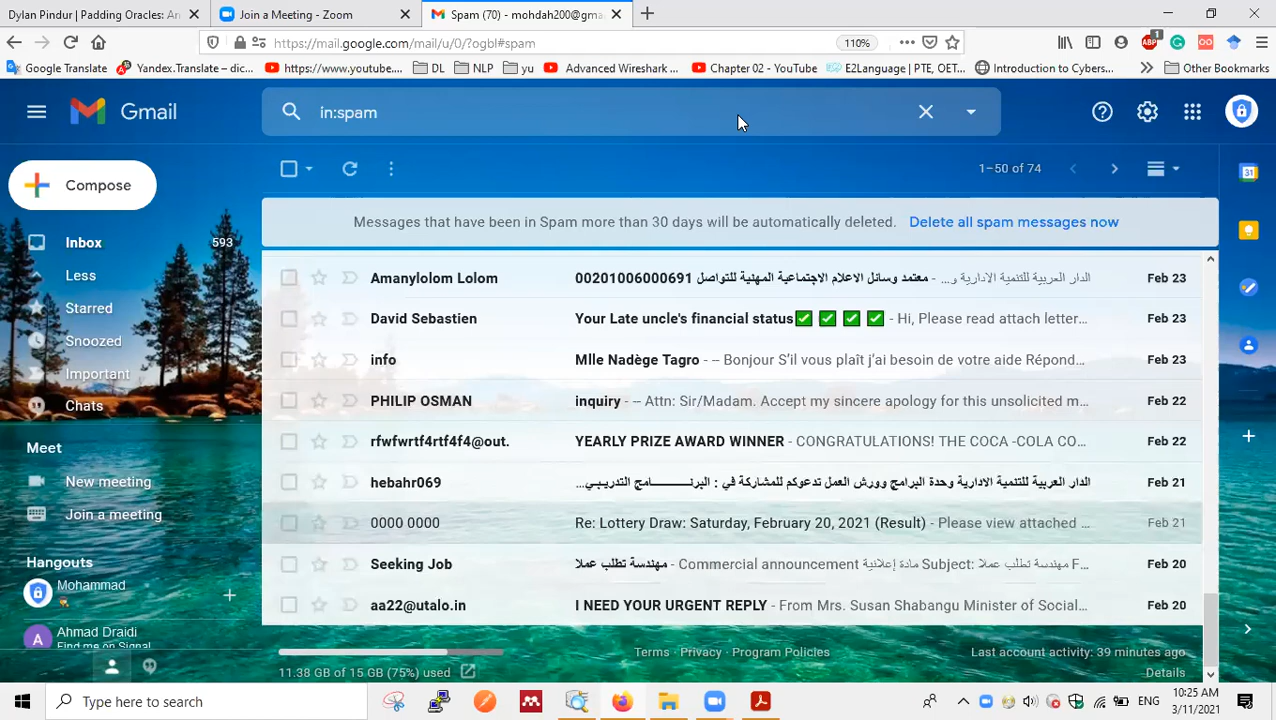 Dylan Pindur | Padding Oracles: An
Join a Meeting - Zoom
Spam (70) - mohdah200@gma
https://mail.google.com/mail/u/0/?ogbl#spam
110%
Google Translate
Yandex.Translate – dic...
https://www.youtube....
DL
NLP
yu
Advanced Wireshark ...
Chapter 02 - YouTube
E2Language | PTE, OET...
Introduction to Cybers...
Other Bookmarks
Gmail
in:spam
Compose
1–50 of 74
Messages that have been in Spam more than 30 days will be automatically deleted. Delete all spam messages now
Inbox 593
Less
Starred
Snoozed
Important
Chats
Meet
New meeting
Join a meeting
Hangouts
Mohammad
Ahmad Draidi
Find me on Signal
Amanylolom Lolom معتمد وسائل الاعلام الاجتماعية المهنية للتواصل 00201006000691 - الدار العربية للتنمية الادارية و... Feb 23
David Sebastien Your Late uncle's financial status✅ ✅ ✅ ✅ - Hi, Please read attach letter... Feb 23
info Mlle Nadège Tagro - -- Bonjour S'il vous plaît j'ai besoin de votre aide Répond... Feb 23
PHILIP OSMAN inquiry - -- Attn: Sir/Madam. Accept my sincere apology for this unsolicited m... Feb 22
rfwfwrtf4rtf4f4@out. YEARLY PRIZE AWARD WINNER - CONGRATULATIONS! THE COCA -COLA CO... Feb 22
hebahr069 الدار العربية للتنمية الادارية وحدة البرامج وورش العمل تدعوكم للمشاركة في : البرنـــــــامج التدريبـي... Feb 21
0000 0000 Re: Lottery Draw: Saturday, February 20, 2021 (Result) - Please view attached ... Feb 21
Seeking Job مهندسة تطلب عملا - Commercial announcement مادة إعلانية Subject: مهندسة تطلب عملا F... Feb 20
aa22@utalo.in I NEED YOUR URGENT REPLY - From Mrs. Susan Shabangu Minister of Social... Feb 20
11.38 GB of 15 GB (75%) used
Terms · Privacy · Program Policies
Last account activity: 39 minutes ago
Details
Type here to search
ENG
10:25 AM
3/11/2021